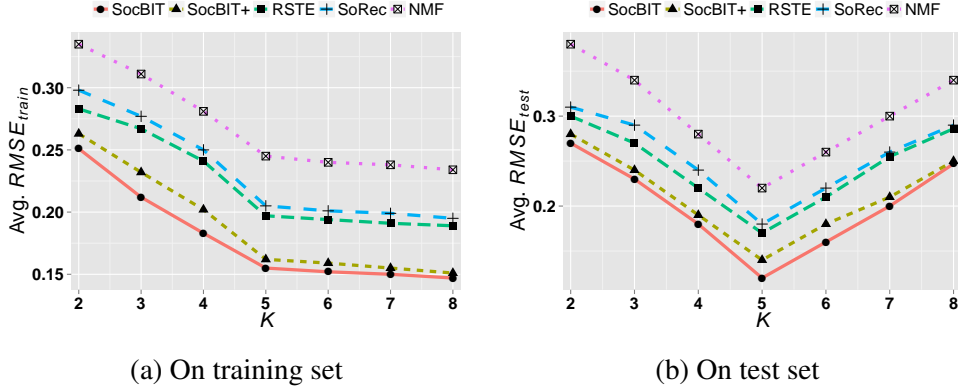 SocBIT SocBIT+ RSTE SoRec NMF
0.30
0.25
0.20
0.15
Avg. RMSE_train
2 3 4 5 6 7 8
K
(a) On training set
SocBIT SocBIT+ RSTE SoRec NMF
0.3
0.2
Avg. RMSE_test
2 3 4 5 6 7 8
K
(b) On test set